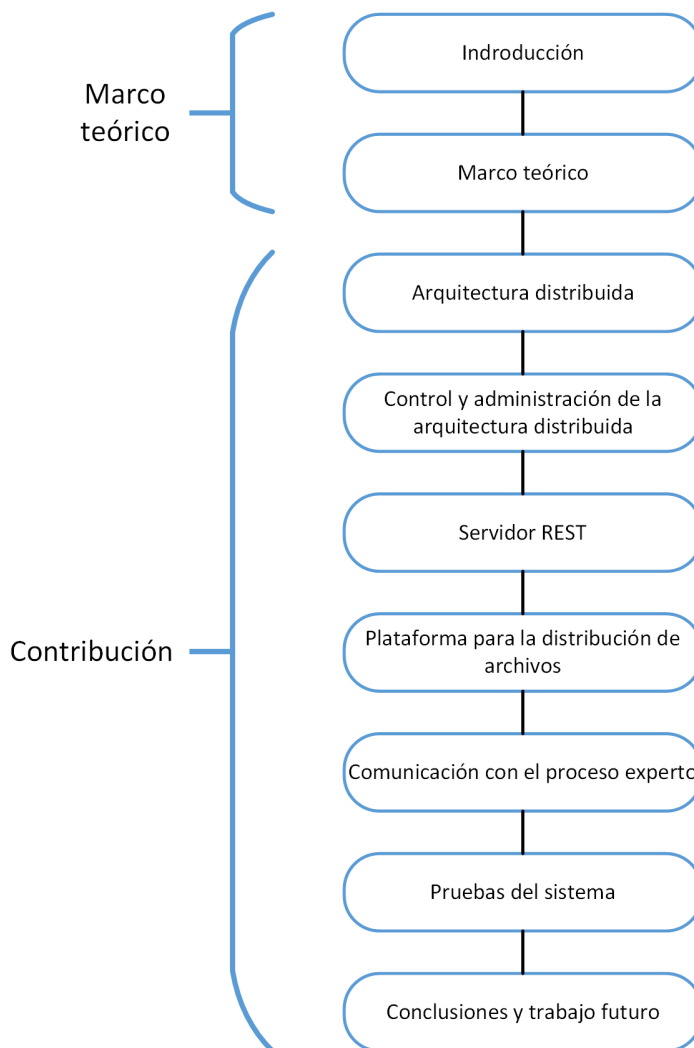 Marco
teórico
Indroducción
Marco teórico
Contribución
Arquitectura distribuida
Control y administración de la
arquitectura distribuida
Servidor REST
Plataforma para la distribución de
archivos
Comunicación con el proceso experto
Pruebas del sistema
Conclusiones y trabajo futuro